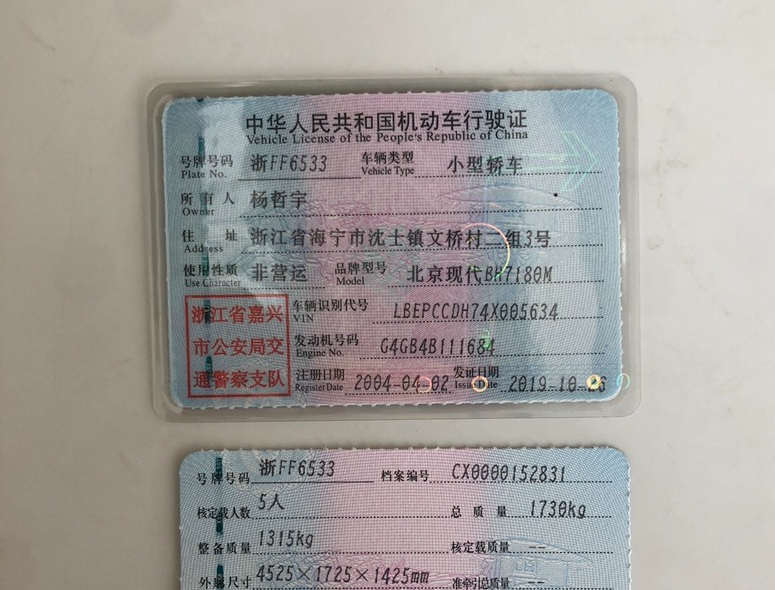 中华人民共和国机动车行驶证
Vehicle License of the People's Republic of China
号牌号码 浙FF6533 车辆类型 小型轿车
Plate No. Vehicle Type
所有人 杨哲宇
Owner
住址 浙江省海宁市沈士镇文桥村二组3号
Address
使用性质 非营运 品牌型号 北京现代BH7180M
Use Character Model
浙江省嘉兴 车辆识别代号 LBEPCCDH74X005634
VIN
市公安局交 发动机号码 G4GB4B111684
Engine No.
通警察支队 注册日期 2004-04-02 发证日期 2019-10-26
Register Date Issue Date
号牌号码 浙FF6533 档案编号 CX0000152831
核定载人数 5人 总质量 1730kg
整备质量 1315kg 核定载质量 --
外廓尺寸 4525×1725×1425mm 准牵引总质量 --